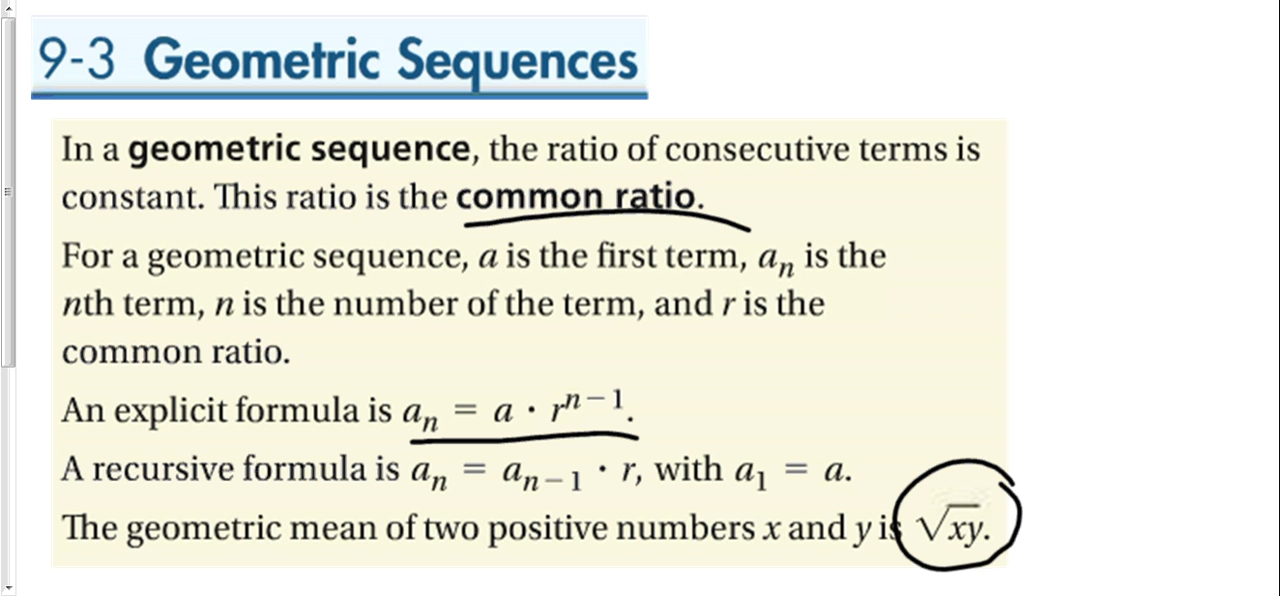 9-3 Geometric Sequences
In a geometric sequence, the ratio of consecutive terms is
constant. This ratio is the common ratio.
For a geometric sequence, a is the first term, aₙ is the
nth term, n is the number of the term, and r is the
common ratio.
An explicit formula is aₙ = a · rⁿ⁻¹.
A recursive formula is aₙ = aₙ₋₁ · r, with a₁ = a.
The geometric mean of two positive numbers x and y is √xy.